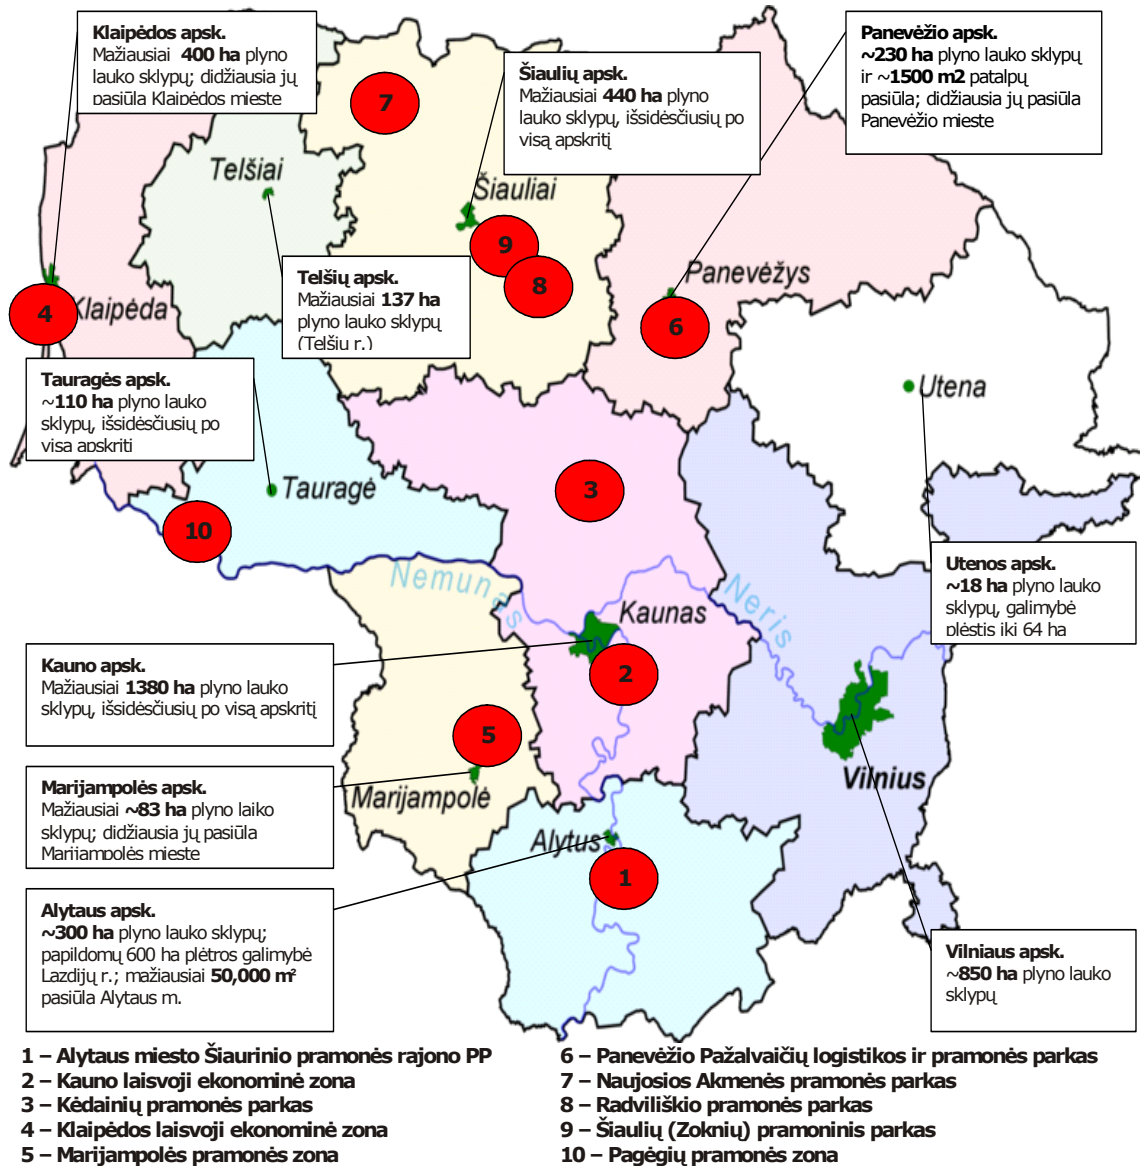 Klaipėdos apsk.
Mažiausiai 400 ha plyno
lauko sklypų; didžiausia jų
pasiūla Klaipėdos mieste
Šiaulių apsk.
Mažiausiai 440 ha plyno
lauko sklypų, išsidėsčiusių po
visą apskritį
Panevėžio apsk.
~230 ha plyno lauko sklypų
ir ~1500 m2 patalpų
pasiūla; didžiausia jų pasiūla
Panevėžio mieste
7
Telšiai
Šiauliai
9
8
Telšių apsk.
Mažiausiai 137 ha
plyno lauko sklypų
(Telšių r.)
Panevėžys
6
4
Klaipėda
Tauragės apsk.
~110 ha plyno lauko
sklypų, išsidėsčiusių po
visą apskritį
Utena
Tauragė
3
10
Utenos apsk.
~18 ha plyno lauko
sklypų, galimybė
plėstis iki 64 ha
Nemunas
Neris
Kaunas
2
Kauno apsk.
Mažiausiai 1380 ha plyno lauko
sklypų, išsidėsčiusių po visą apskritį
5
Marijampolė
Vilnius
Marijampolės apsk.
Mažiausiai ~83 ha plyno laiko
sklypų; didžiausia jų pasiūla
Marijampolės mieste
Alytus
1
Alytaus apsk.
~300 ha plyno lauko sklypų;
papildomų 600 ha plėtros galimybė
Lazdijų r.; mažiausiai 50,000 m²
pasiūla Alytaus m.
Vilniaus apsk.
~850 ha plyno lauko
sklypų
1 – Alytaus miesto Šiaurinio pramonės rajono PP
2 – Kauno laisvoji ekonominė zona
3 – Kėdainių pramonės parkas
4 – Klaipėdos laisvoji ekonominė zona
5 – Marijampolės pramonės zona
6 – Panevėžio Pažalvaičių logistikos ir pramonės parkas
7 – Naujosios Akmenės pramonės parkas
8 – Radviliškio pramonės parkas
9 – Šiaulių (Zoknių) pramoninis parkas
10 – Pagėgių pramonės zona